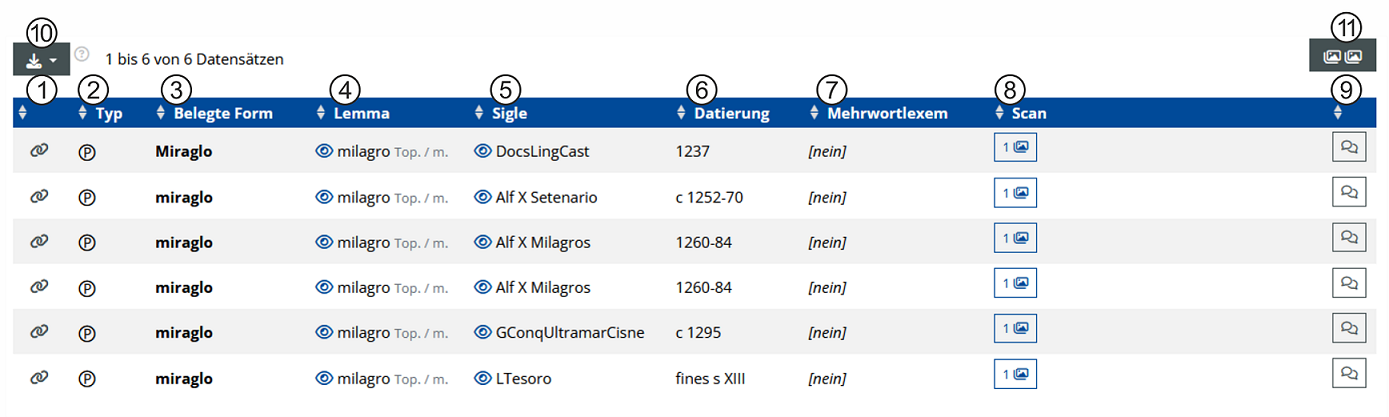 10 11
? 1 bis 6 von 6 Datensätzen
1 2 3 4 5 6 7 8 9
Typ Belegte Form Lemma Sigle Datierung Mehrwortlexem Scan
P Miraglo milagro Top. / m. DocsLingCast 1237 [nein] 1
P miraglo milagro Top. / m. Alf X Setenario c 1252-70 [nein] 1
P miraglo milagro Top. / m. Alf X Milagros 1260-84 [nein] 1
P miraglo milagro Top. / m. Alf X Milagros 1260-84 [nein] 1
P miraglo milagro Top. / m. GConqUltramarCisne c 1295 [nein] 1
P miraglo milagro Top. / m. LTesoro fines s XIII [nein] 1